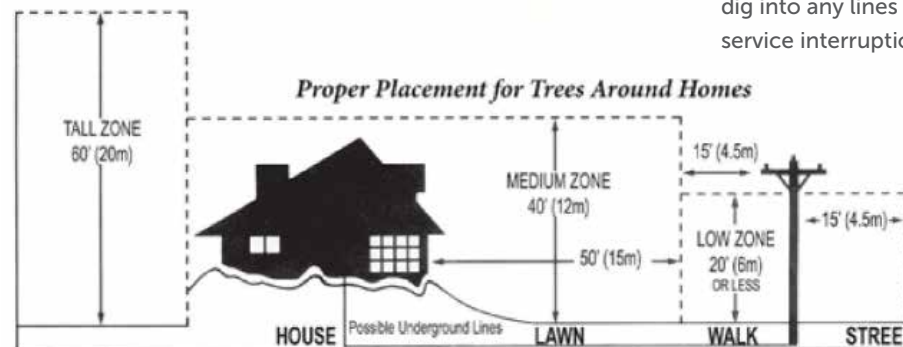 dig into any lines
service interruptio
Proper Placement for Trees Around Homes
TALL ZONE
60' (20m)
MEDIUM ZONE
40' (12m)
15' (4.5m)
50' (15m)
LOW ZONE
20' (6m)
OR LESS
15' (4.5m)
HOUSE
Possible Underground Lines
LAWN
WALK
STREE